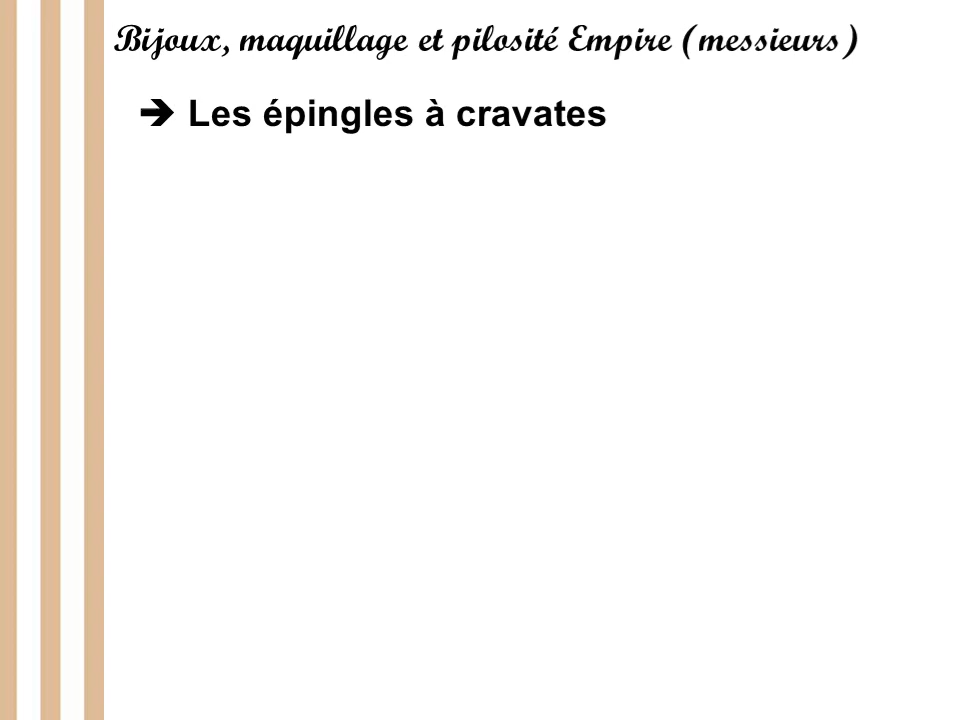 Bijoux, maquillage et pilosité Empire (messieurs)
🡺 Les épingles à cravates